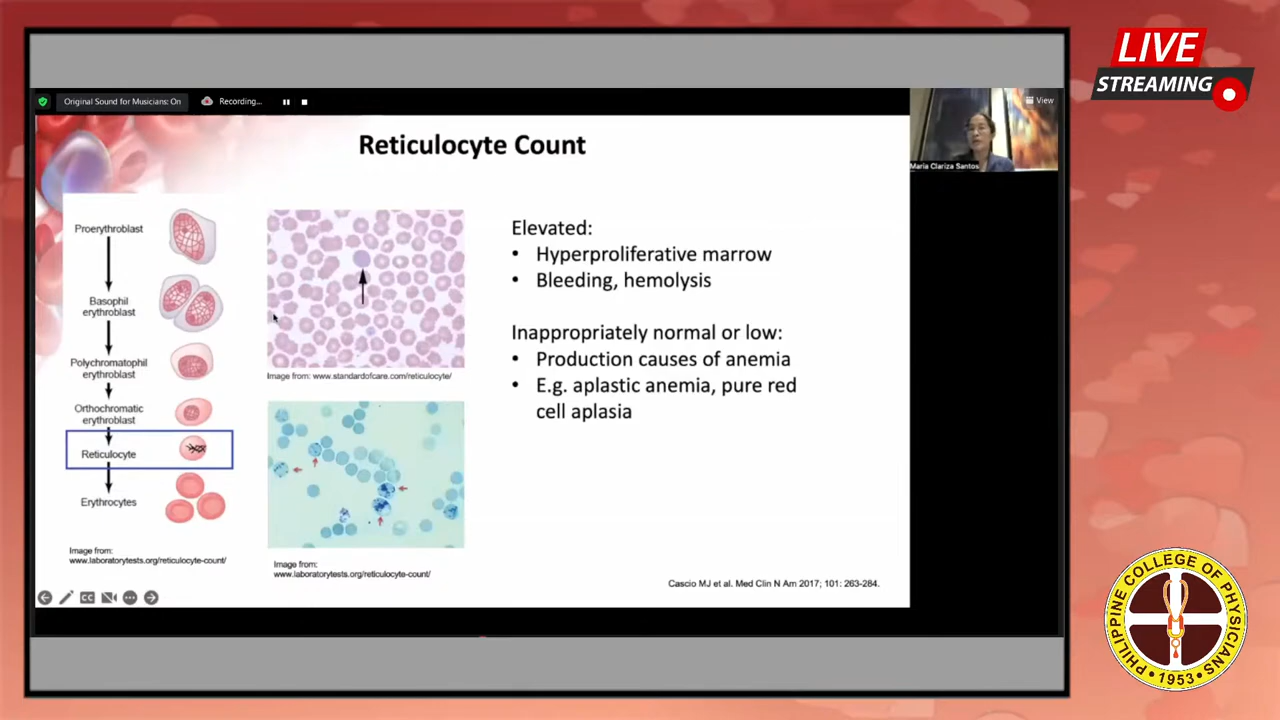 LIVE
STREAMING
Original Sound for Musicians: On
Recording...
View
Maria Clariza Santos
Reticulocyte Count
Proerythroblast
Basophil
erythroblast
Polychromatophil
erythroblast
Orthochromatic
erythroblast
Reticulocyte
Erythrocytes
Image from:
www.laboratorytests.org/reticulocyte-count/
Image from: www.standardofcare.com/reticulocyte/
Image from:
www.laboratorytests.org/reticulocyte-count/
Elevated:
• Hyperproliferative marrow
• Bleeding, hemolysis
Inappropriately normal or low:
• Production causes of anemia
• E.g. aplastic anemia, pure red
cell aplasia
Cascio MJ et al. Med Clin N Am 2017; 101: 263-284.
CC
PHILIPPINE COLLEGE OF PHYSICIANS
• 1953 •